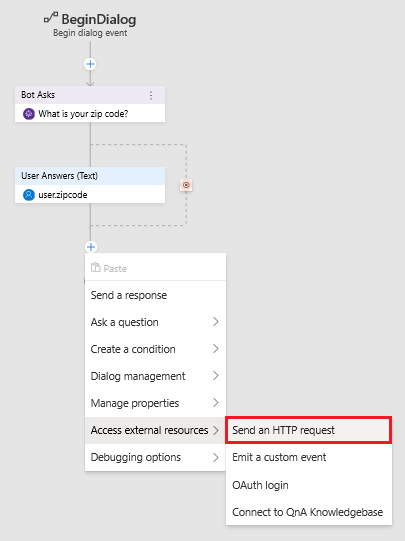 BeginDialog
Begin dialog event
Bot Asks
What is your zip code?
User Answers (Text)
user.zipcode
Paste
Send a response
Ask a question
Create a condition
Dialog management
Manage properties
Access external resources
Debugging options
Send an HTTP request
Emit a custom event
OAuth login
Connect to QnA Knowledgebase